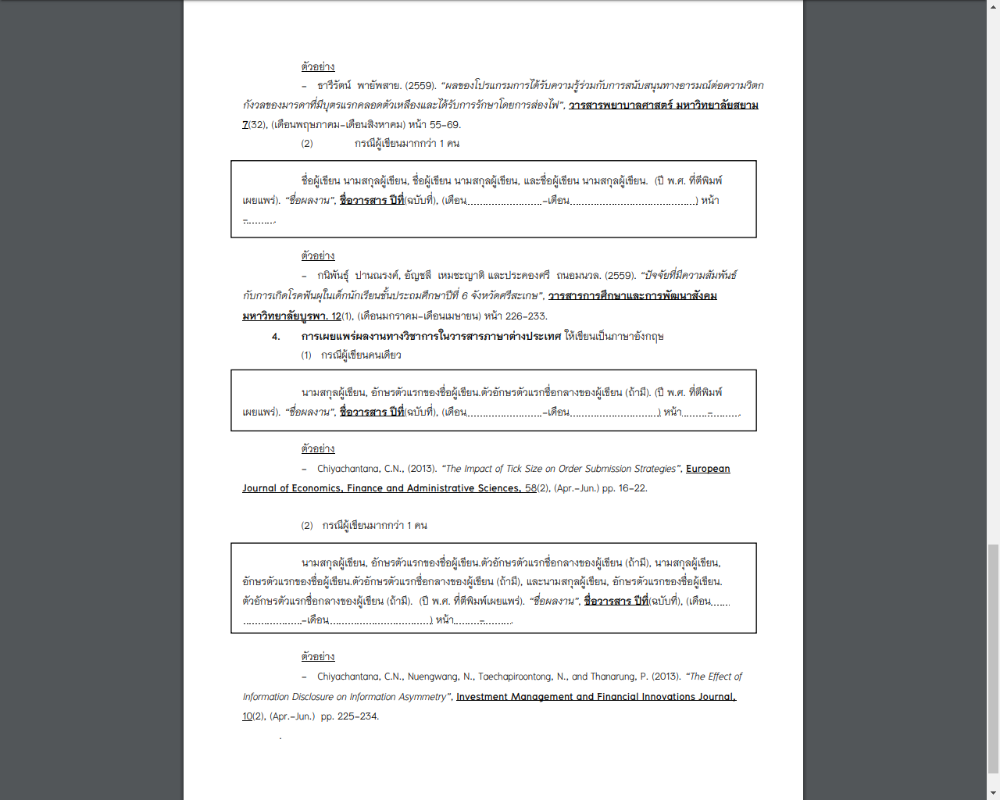 ตัวอย่าง
– ธารีรัตน์ พายัพสาย. (2559). “ผลของโปรแกรมการได้รับความรู้ร่วมกับการสนับสนุนทางอารมณ์ต่อความวิตก
กังวลของมารดาที่มีบุตรแรกคลอดตัวเหลืองและได้รับการรักษาโดยการส่องไฟ”, วารสารพยาบาลศาสตร์ มหาวิทยาลัยสยาม
7(32), (เดือนพฤษภาคม–เดือนสิงหาคม) หน้า 55–69.
(2) กรณีผู้เขียนมากกว่า 1 คน
ชื่อผู้เขียน นามสกุลผู้เขียน, ชื่อผู้เขียน นามสกุลผู้เขียน, และชื่อผู้เขียน นามสกุลผู้เขียน. (ปี พ.ศ. ที่ตีพิมพ์
เผยแพร่). “ชื่อผลงาน”, ชื่อวารสาร ปีที่(ฉบับที่), (เดือน........................–เดือน........................................) หน้า
–..........
ตัวอย่าง
– กนิพันธุ์ ปานณรงค์, อัญชลี เหมชะญาติ และประคองศรี ถนอมนวล. (2559). “ปัจจัยที่มีความสัมพันธ์
กับการเกิดโรคฟันผุในเด็กนักเรียนชั้นประถมศึกษาปีที่ 6 จังหวัดศรีสะเกษ”, วารสารการศึกษาและการพัฒนาสังคม
มหาวิทยาลัยบูรพา. 12(1), (เดือนมกราคม–เดือนเมษายน) หน้า 226–233.
4. การเผยแพร่ผลงานทางวิชาการในวารสารภาษาต่างประเทศ ให้เขียนเป็นภาษาอังกฤษ
(1) กรณีผู้เขียนคนเดียว
นามสกุลผู้เขียน, อักษรตัวแรกของชื่อผู้เขียน.ตัวอักษรตัวแรกชื่อกลางของผู้เขียน (ถ้ามี). (ปี พ.ศ. ที่ตีพิมพ์
เผยแพร่). “ชื่อผลงาน”, ชื่อวารสาร ปีที่(ฉบับที่), (เดือน........................–เดือน............................) หน้า........–.........
ตัวอย่าง
– Chiyachantana, C.N., (2013). “The Impact of Tick Size on Order Submission Strategies”, European
Journal of Economics, Finance and Administrative Sciences, 58(2), (Apr.–Jun.) pp. 16–22.
(2) กรณีผู้เขียนมากกว่า 1 คน
นามสกุลผู้เขียน, อักษรตัวแรกของชื่อผู้เขียน.ตัวอักษรตัวแรกชื่อกลางของผู้เขียน (ถ้ามี), นามสกุลผู้เขียน,
อักษรตัวแรกของชื่อผู้เขียน.ตัวอักษรตัวแรกชื่อกลางของผู้เขียน (ถ้ามี), และนามสกุลผู้เขียน, อักษรตัวแรกของชื่อผู้เขียน.
ตัวอักษรตัวแรกชื่อกลางของผู้เขียน (ถ้ามี). (ปี พ.ศ. ที่ตีพิมพ์เผยแพร่). “ชื่อผลงาน”, ชื่อวารสาร ปีที่(ฉบับที่), (เดือน......
...................–เดือน................................) หน้า........–.........
ตัวอย่าง
– Chiyachantana, C.N., Nuengwang, N., Taechapiroontong, N., and Thanarung, P. (2013). “The Effect of
Information Disclosure on Information Asymmetry”, Investment Management and Financial Innovations Journal,
10(2), (Apr.–Jun.) pp. 225–234.
.